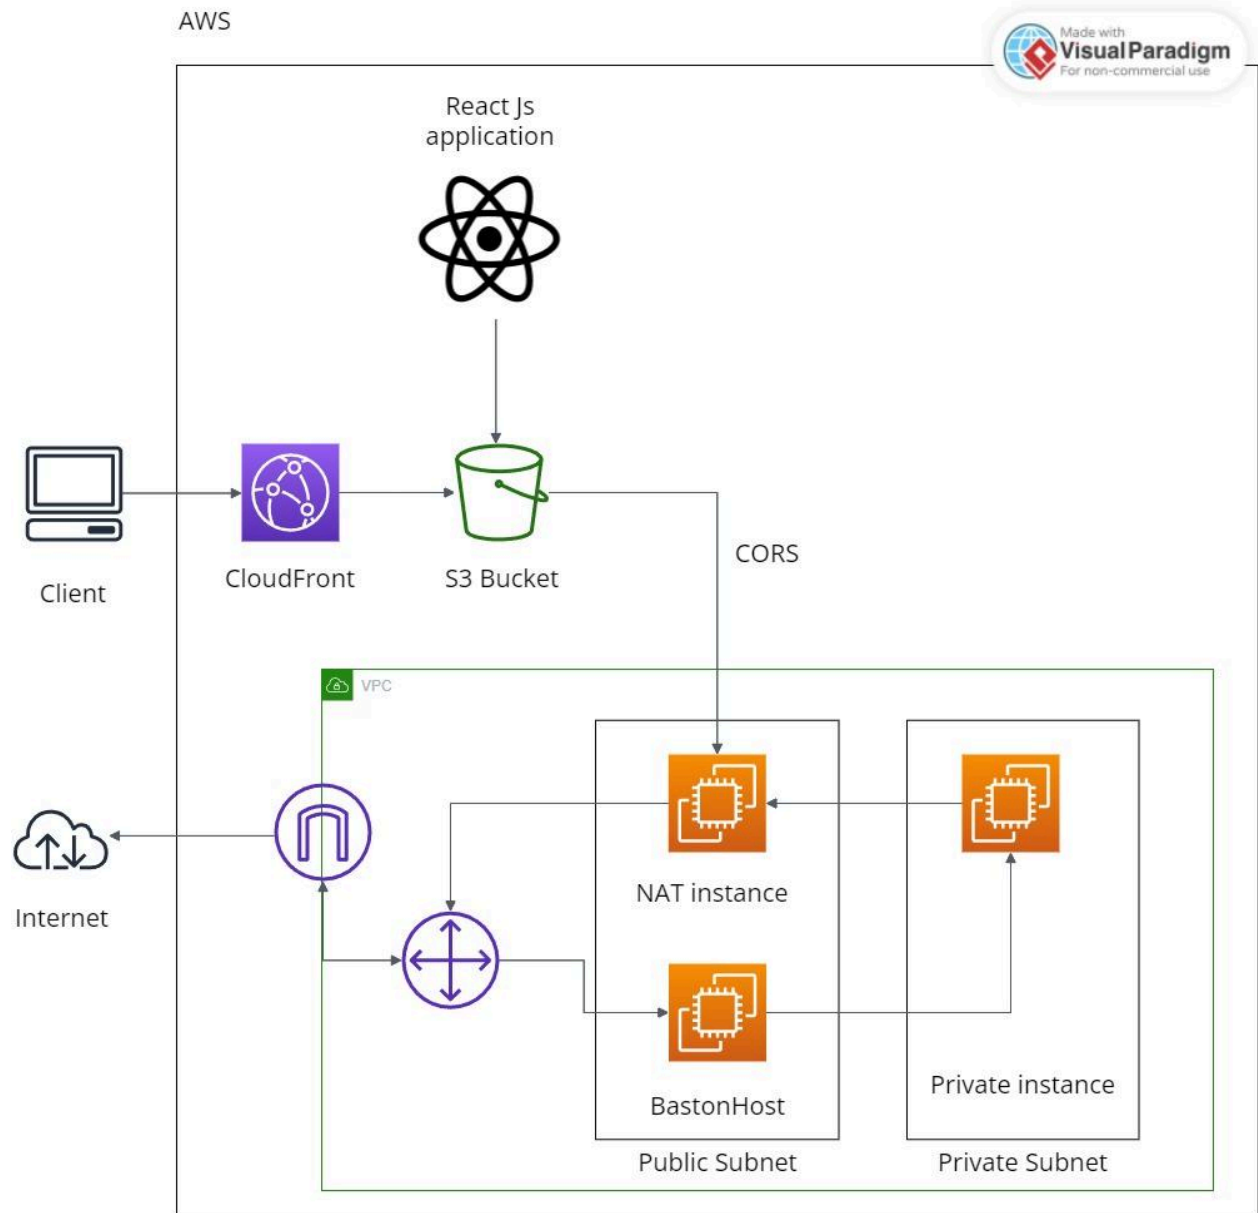 AWS
Made with
Visual Paradigm
For non-commercial use
React Js
application
Client
CloudFront
S3 Bucket
CORS
VPC
Internet
NAT instance
BastonHost
Private instance
Public Subnet
Private Subnet